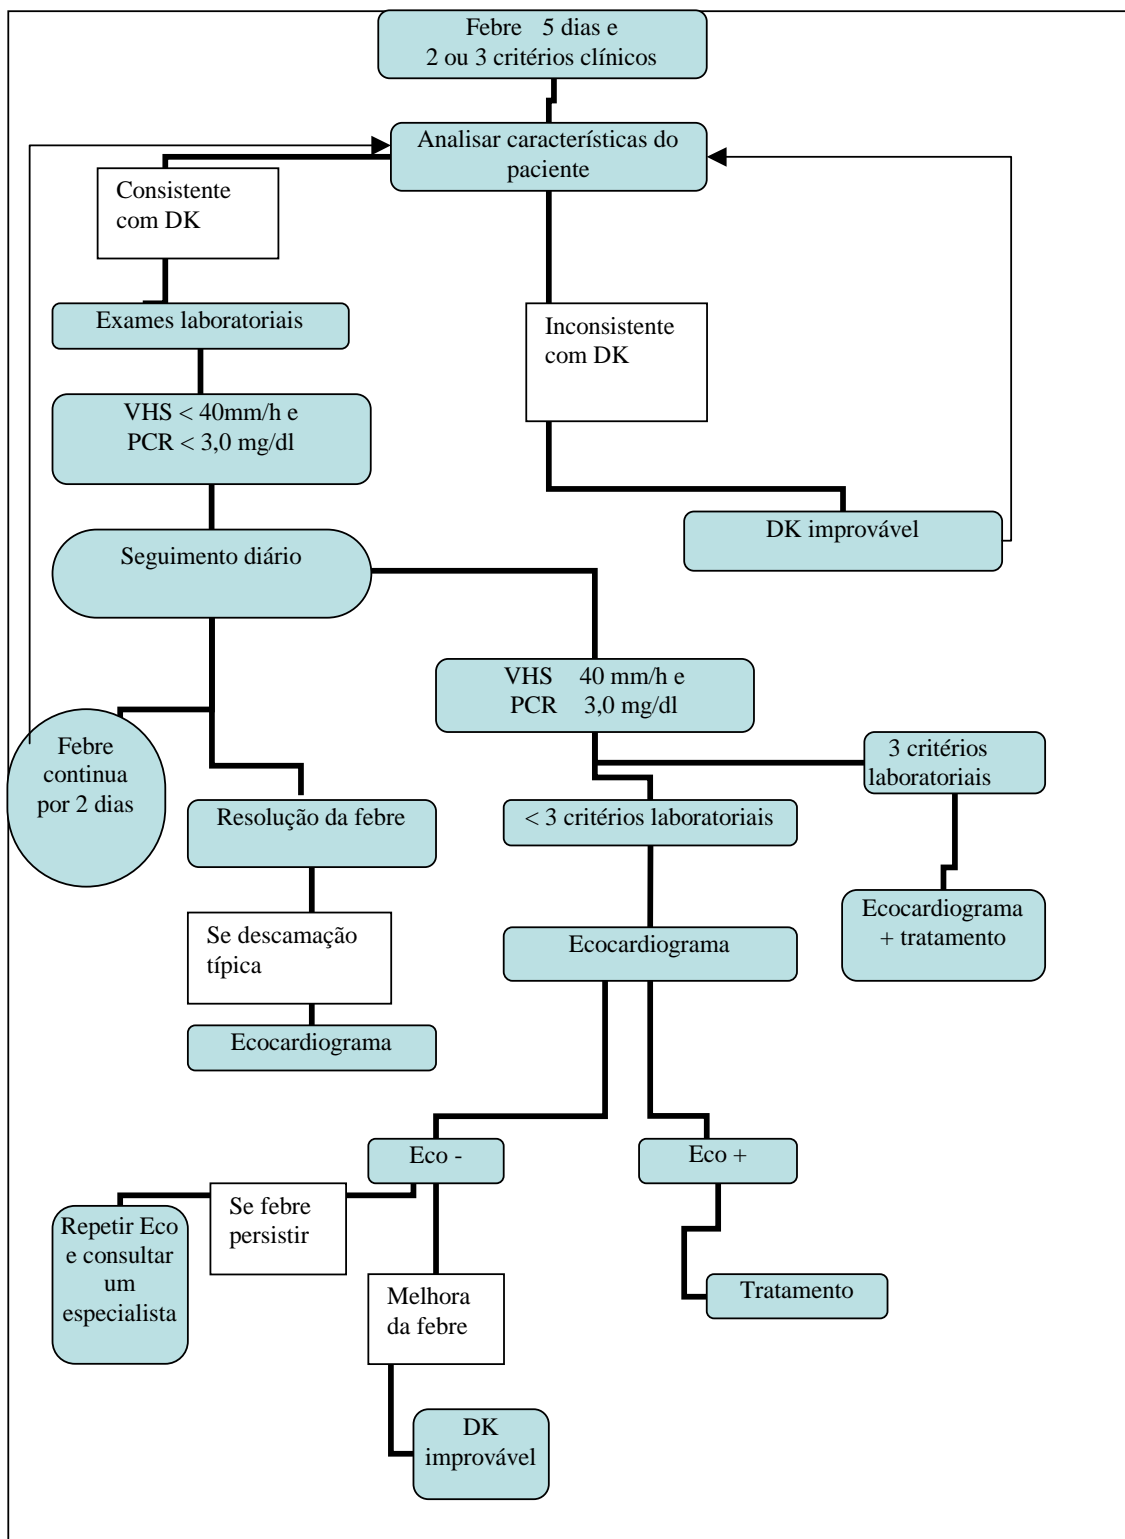 Febre 5 dias e
2 ou 3 critérios clínicos
Analisar características do
paciente
Consistente
com DK
Exames laboratoriais
Inconsistente
com DK
VHS < 40mm/h e
PCR < 3,0 mg/dl
DK improvável
Seguimento diário
VHS 40 mm/h e
PCR 3,0 mg/dl
Febre
continua
por 2 dias
3 critérios
laboratoriais
Resolução da febre
< 3 critérios laboratoriais
Ecocardiograma
+ tratamento
Se descamação
típica
Ecocardiograma
Ecocardiograma
Eco -
Eco +
Se febre
persistir
Repetir Eco
e consultar
um
especialista
Melhora
da febre
Tratamento
DK
improvável